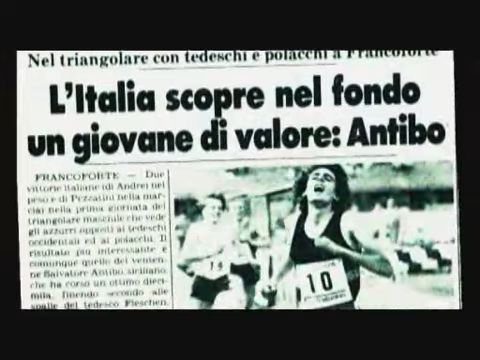 Nel triangolare con tedeschi e polacchi a Francoforte
L'Italia scopre nel fondo
un giovane di valore: Antibo
FRANCOFORTE — Due
vittorie italiane (di Andrei nel
peso e di Pezzatini nella mar-
cia) nella prima giornata del
triangolare maschile che vede
gli azzurri opposti ai tedeschi
occidentali ed ai polacchi. Il
risultato più interessante è
comunque quello del venten-
ne Salvatore Antibo, siciliano,
che ha corso un ottimo dieci-
mila, finendo secondo alle
spalle del tedesco Fleschen.
14
10